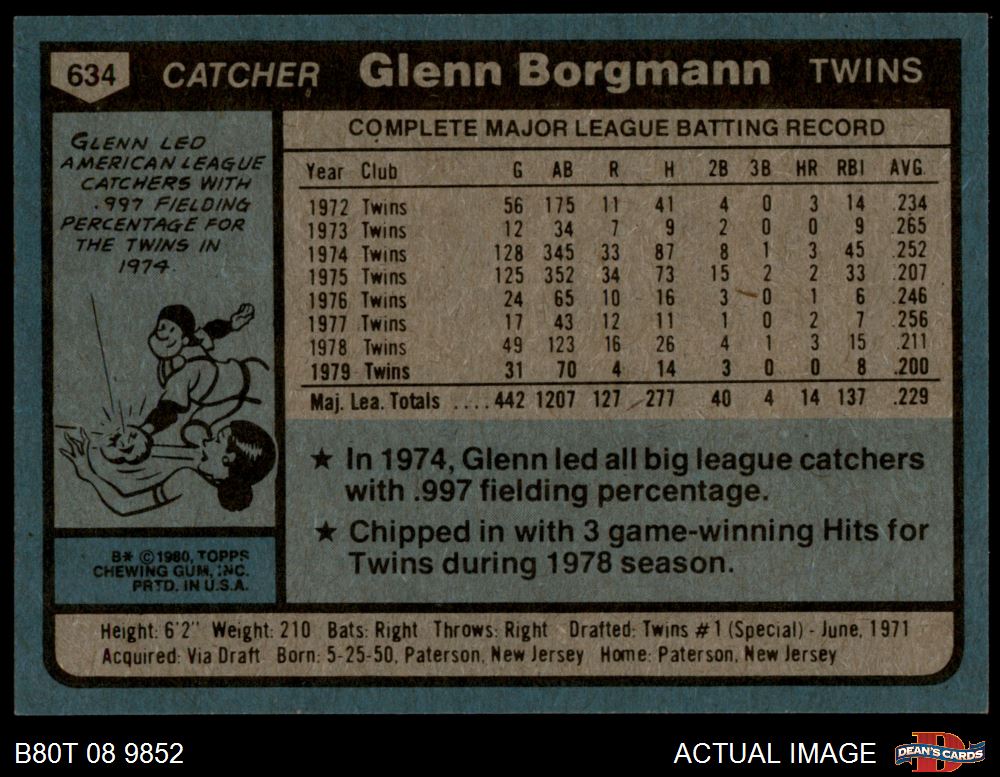 634 CATCHER Glenn Borgmann TWINS
GLENN LED
AMERICAN LEAGUE
CATCHERS WITH
.997 FIELDING
PERCENTAGE FOR
THE TWINS IN
1974.
B* © 1980, TOPPS
CHEWING GUM, INC.
PRTD. IN U.S.A.
COMPLETE MAJOR LEAGUE BATTING RECORD
Year Club G AB R H 2B 3B HR RBI AVG.
1972 Twins 56 175 11 41 4 0 3 14 .234
1973 Twins 12 34 7 9 2 0 0 9 .265
1974 Twins 128 345 33 87 8 1 3 45 .252
1975 Twins 125 352 34 73 15 2 2 33 .207
1976 Twins 24 65 10 16 3 0 1 6 .246
1977 Twins 17 43 12 11 1 0 2 7 .256
1978 Twins 49 123 16 26 4 1 3 15 .211
1979 Twins 31 70 4 14 3 0 0 8 .200
Maj. Lea. Totals ....442 1207 127 277 40 4 14 137 .229
★ In 1974, Glenn led all big league catchers
with .997 fielding percentage.
★ Chipped in with 3 game-winning Hits for
Twins during 1978 season.
Height: 6'2" Weight: 210 Bats: Right Throws: Right Drafted: Twins #1 (Special) - June, 1971
Acquired: Via Draft Born: 5-25-50, Paterson, New Jersey Home: Paterson, New Jersey
B80T 08 9852
ACTUAL IMAGE
D
DEAN'S CARDS